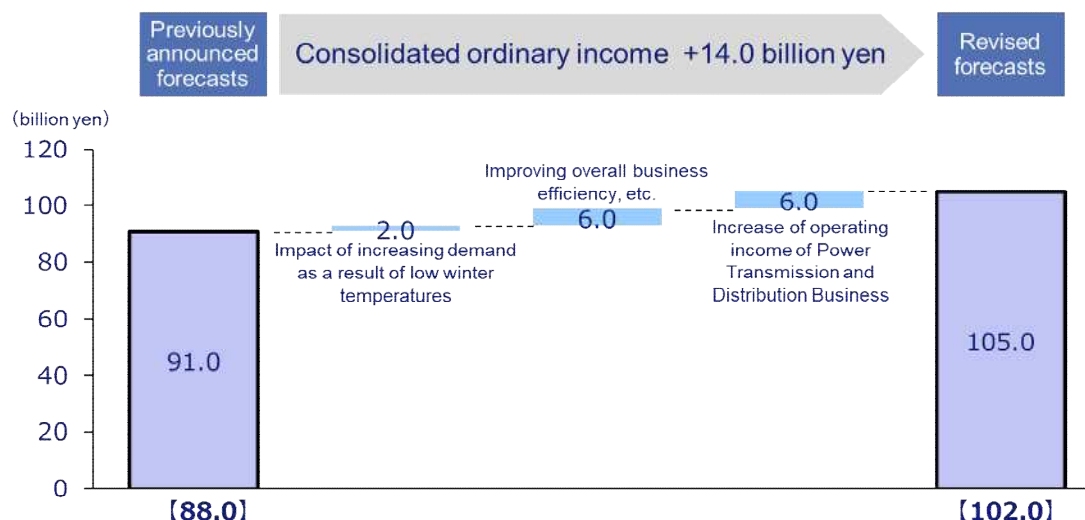 Previously
announced
forecasts
Consolidated ordinary income +14.0 billion yen
Revised
forecasts
(billion yen)
120
100
80
60
40
20
0
91.0
2.0
Impact of increasing demand
as a result of low winter
temperatures
Improving overall business
efficiency, etc.
6.0
6.0
Increase of operating
income of Power
Transmission and
Distribution Business
105.0
【88.0】
【102.0】